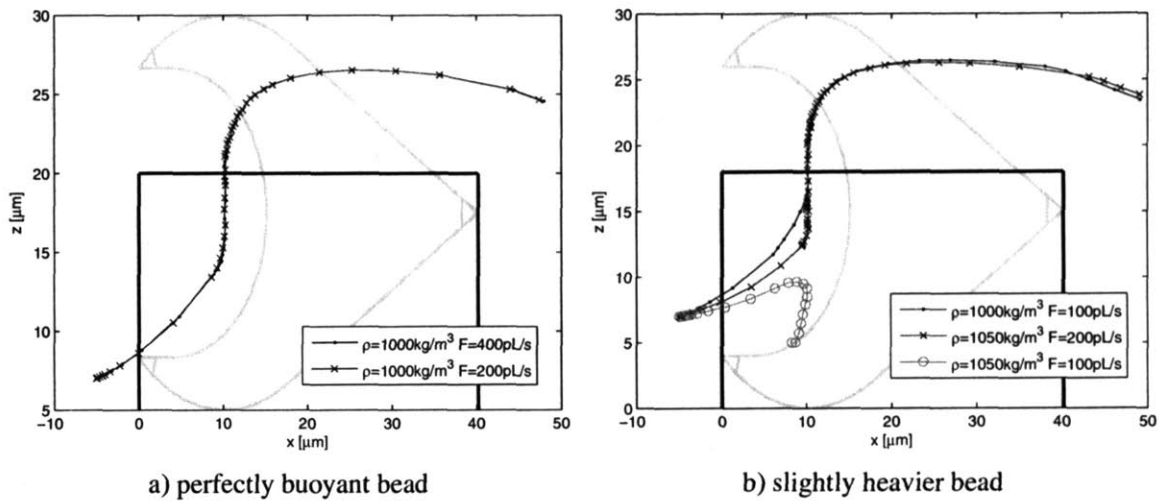 30
25
20
15
10
5
z [μm]
-10 0 10 20 30 40 50
x [μm]
ρ=1000kg/m³ F=400pL/s
ρ=1000kg/m³ F=200pL/s
a) perfectly buoyant bead
30
25
20
15
10
5
0
z [μm]
-10 0 10 20 30 40 50
x [μm]
ρ=1000kg/m³ F=100pL/s
ρ=1050kg/m³ F=200pL/s
ρ=1050kg/m³ F=100pL/s
b) slightly heavier bead